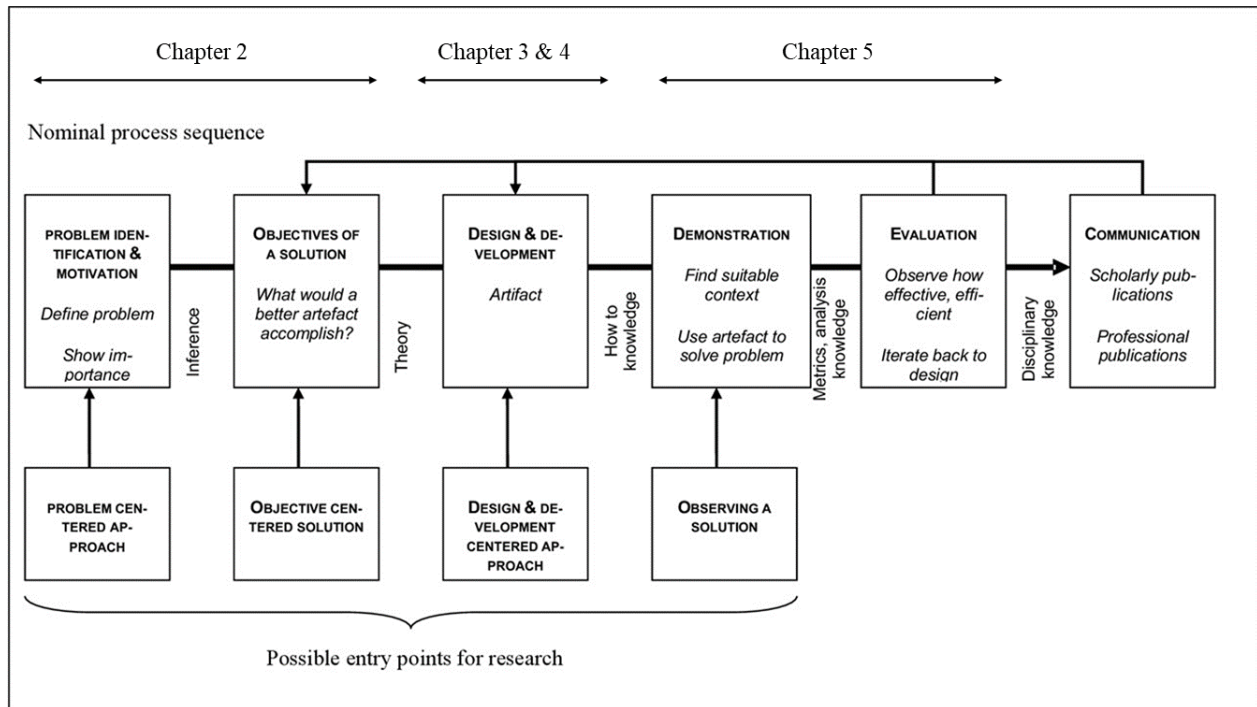 Chapter 2
Chapter 3 & 4
Chapter 5
Nominal process sequence
PROBLEM IDEN-
TIFICATION &
MOTIVATION
Define problem
Show im-
portance
Inference
OBJECTIVES OF
A SOLUTION
What would a
better artefact
accomplish?
Theory
DESIGN & DE-
VELOPMENT
Artifact
How to
knowledge
DEMONSTRATION
Find suitable
context
Use artefact to
solve problem
Metrics, analysis
knowledge
EVALUATION
Observe how
effective, effi-
cient
Iterate back to
design
Disciplinary
knowledge
COMMUNICATION
Scholarly pub-
lications
Professional
publications
PROBLEM CEN-
TERED AP-
PROACH
OBJECTIVE CEN-
TERED SOLUTION
DESIGN & DE-
VELOPMENT
CENTERED AP-
PROACH
OBSERVING A
SOLUTION
Possible entry points for research